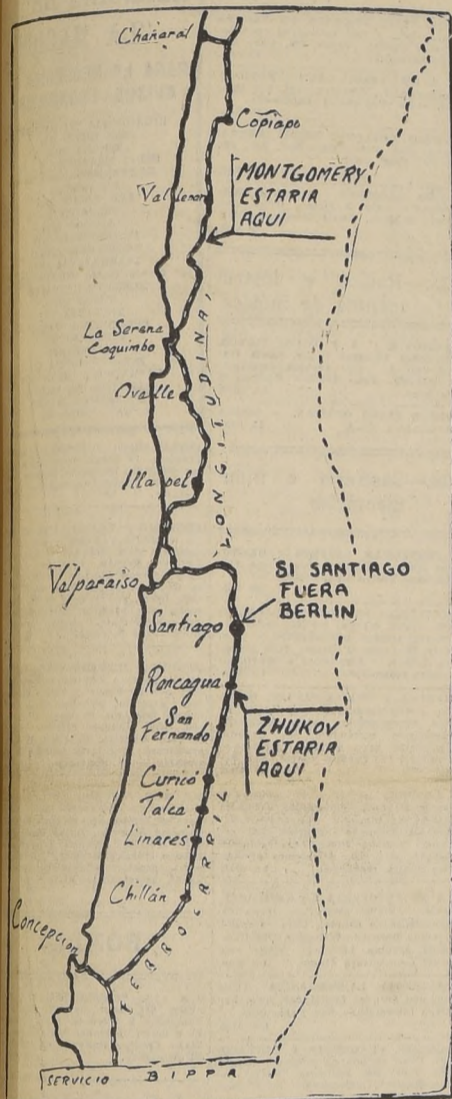 Chañaral
Copiapo
MONTGOMERY
ESTARIA
AQUI
Vallenar
La Serena
Coquimbo
Ovalle
Illapel
LONGITUDINAL
Valparaiso
SI SANTIAGO
FUERA
BERLIN
Santiago
Rancagua
San
Fernando
ZHUKOV
ESTARIA
AQUI
Curicó
Talca
Linares
Chillán
Concepcion
FERROCARRIL
SERVICIO BIPPA